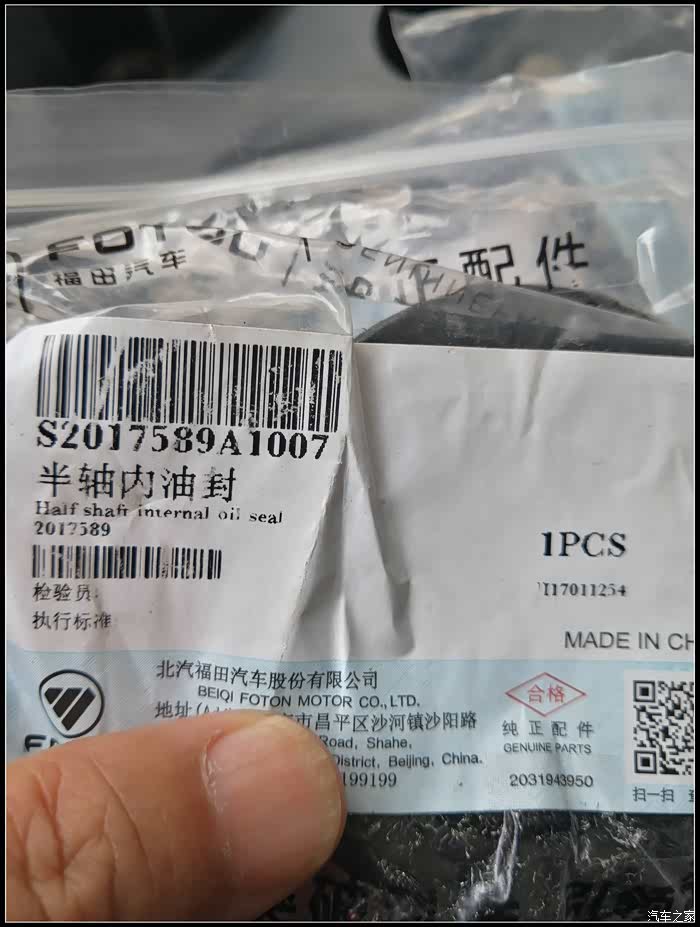 福田汽车
配件
S2017589A1007
半轴内油封
Half shaft internal oil seal
2017589
1PCS
检验员:
执行标准
MADE IN CH
北汽福田汽车股份有限公司
BEIQI FOTON MOTOR CO.,LTD.
地址
市昌平区沙河镇沙阳路
Road, Shahe,
District, Beijing, China.
199199
合格
纯正配件
GENUINE PARTS
2031943950
扫一扫
汽车之家